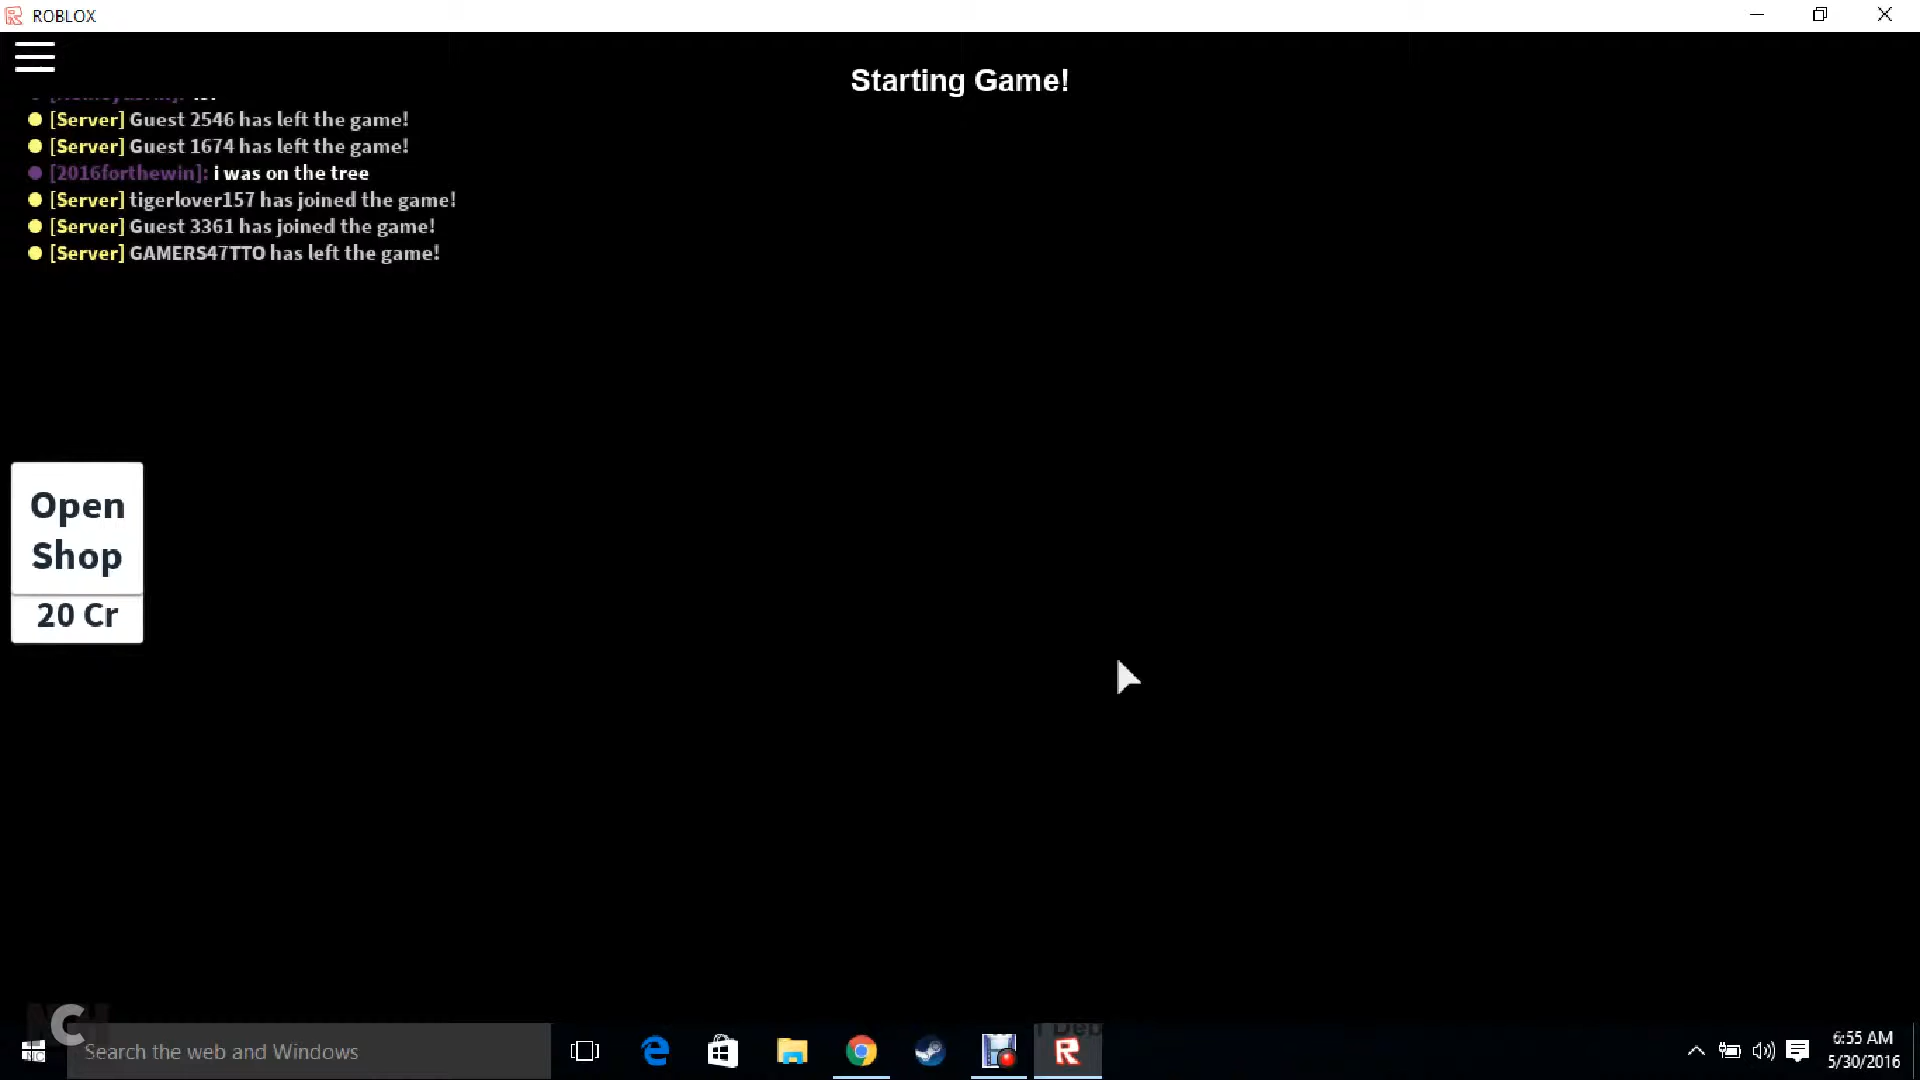 ROBLOX
Starting Game!
[Server] Guest 2546 has left the game!
[Server] Guest 1674 has left the game!
[2016forthewin]: i was on the tree
[Server] tigerlover157 has joined the game!
[Server] Guest 3361 has joined the game!
[Server] GAMERS47TTO has left the game!
Open
Shop
20 Cr
Search the web and Windows
6:55 AM
5/30/2016